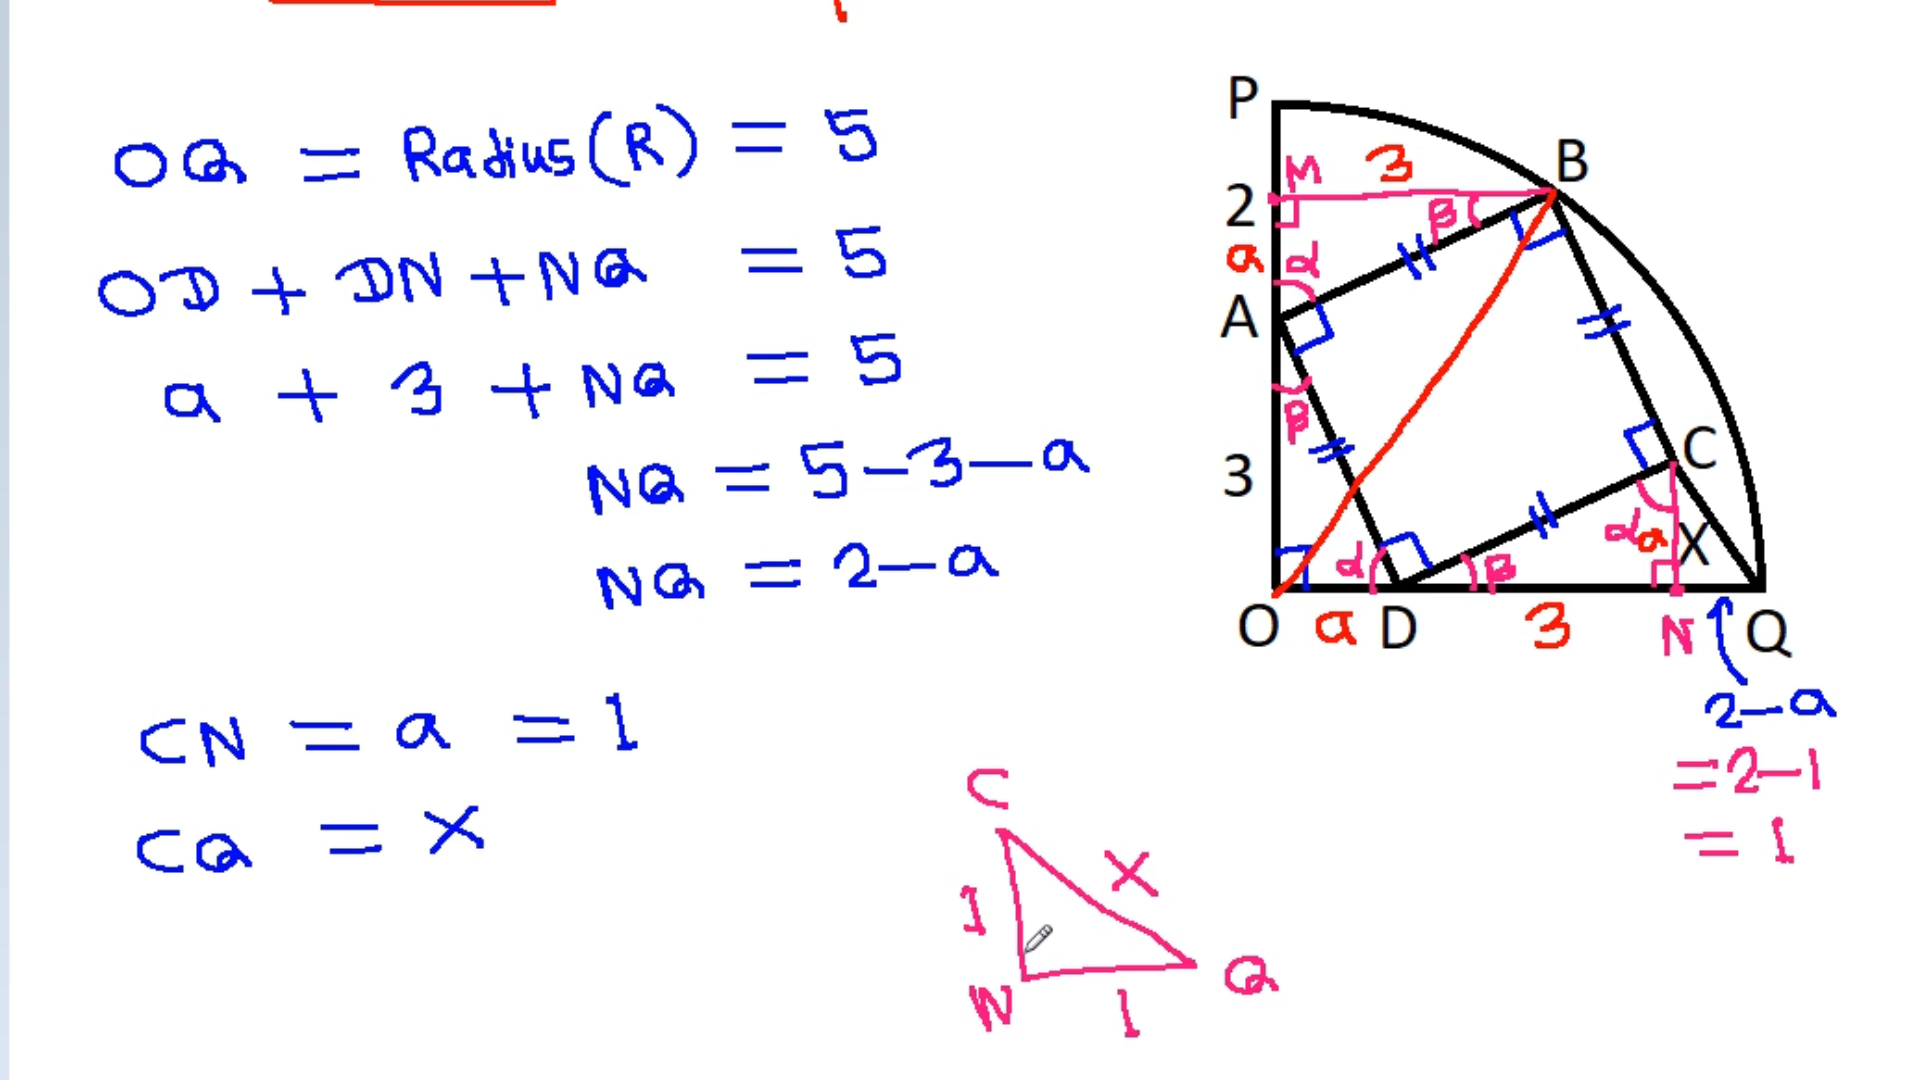 OQ = Radius(R) = 5
OD + DN + NQ = 5
a + 3 + NQ = 5
NQ = 5-3-a
NQ = 2-a
CN = a = 1
CQ = x
P
M 3 B
2 β
a α
A
β
3 C
α a X
α β
O a D 3 N Q
2-a
= 2-1
= 1
C
1 x
N 1 Q